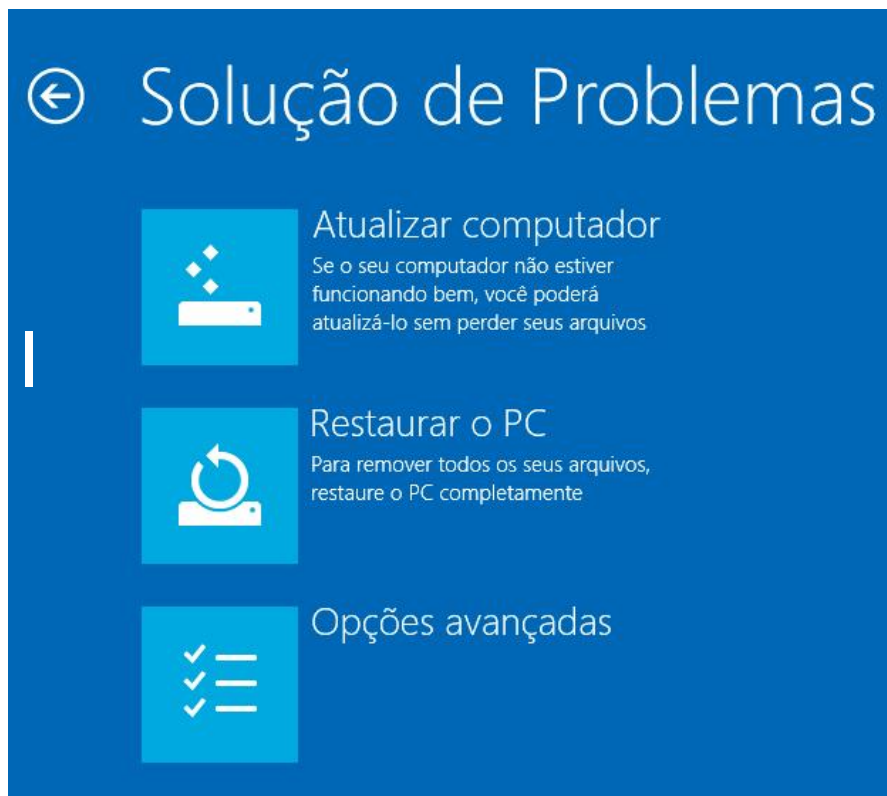 Solução de Problemas
Atualizar computador
Se o seu computador não estiver
funcionando bem, você poderá
atualizá-lo sem perder seus arquivos
Restaurar o PC
Para remover todos os seus arquivos,
restaure o PC completamente
Opções avançadas